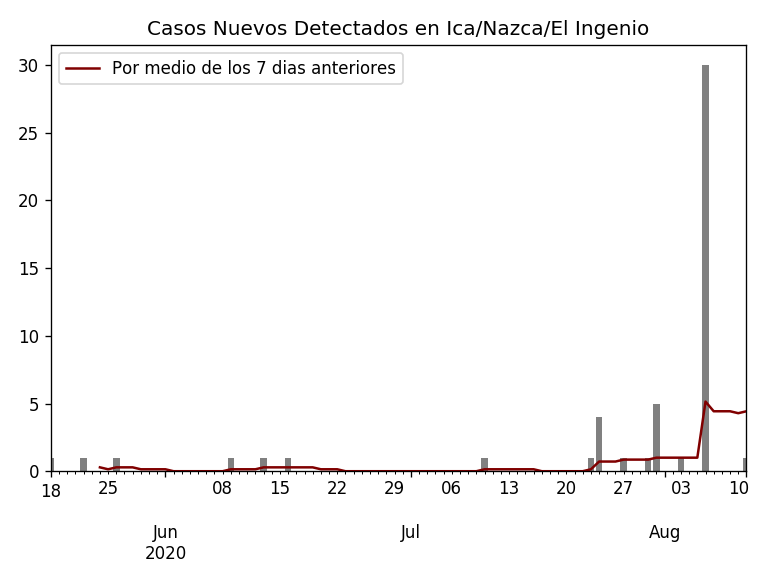 Casos Nuevos Detectados en Ica/Nazca/El Ingenio
Por medio de los 7 dias anteriores
30
25
20
15
10
5
0
18 25 08 15 22 29 06 13 20 27 03 10
Jun Jul Aug
2020